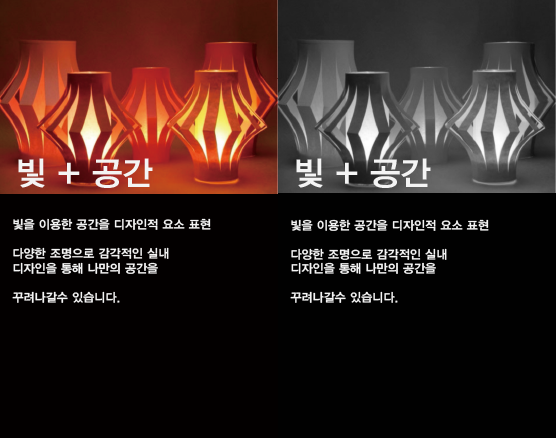 빛 + 공간
빛을 이용한 공간을 디자인적 요소 표현
다양한 조명으로 감각적인 실내
디자인을 통해 나만의 공간을
꾸려나갈수 있습니다.
빛 + 공간
빛을 이용한 공간을 디자인적 요소 표현
다양한 조명으로 감각적인 실내
디자인을 통해 나만의 공간을
꾸려나갈수 있습니다.